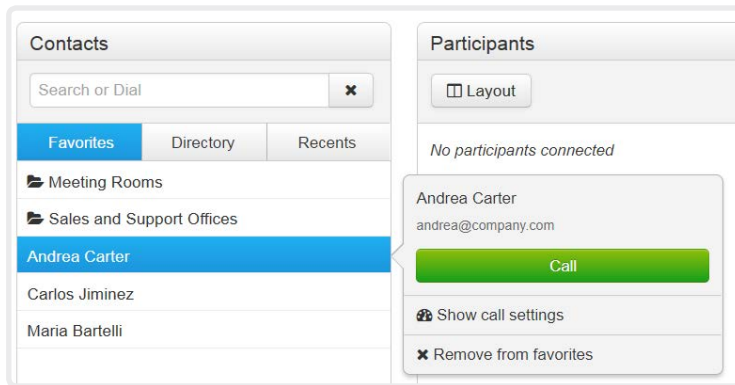 Contacts
Search or Dial
Favorites Directory Recents
Meeting Rooms
Sales and Support Offices
Andrea Carter
Carlos Jiminez
Maria Bartelli
Participants
Layout
No participants connected
Andrea Carter
andrea@company.com
Call
Show call settings
Remove from favorites